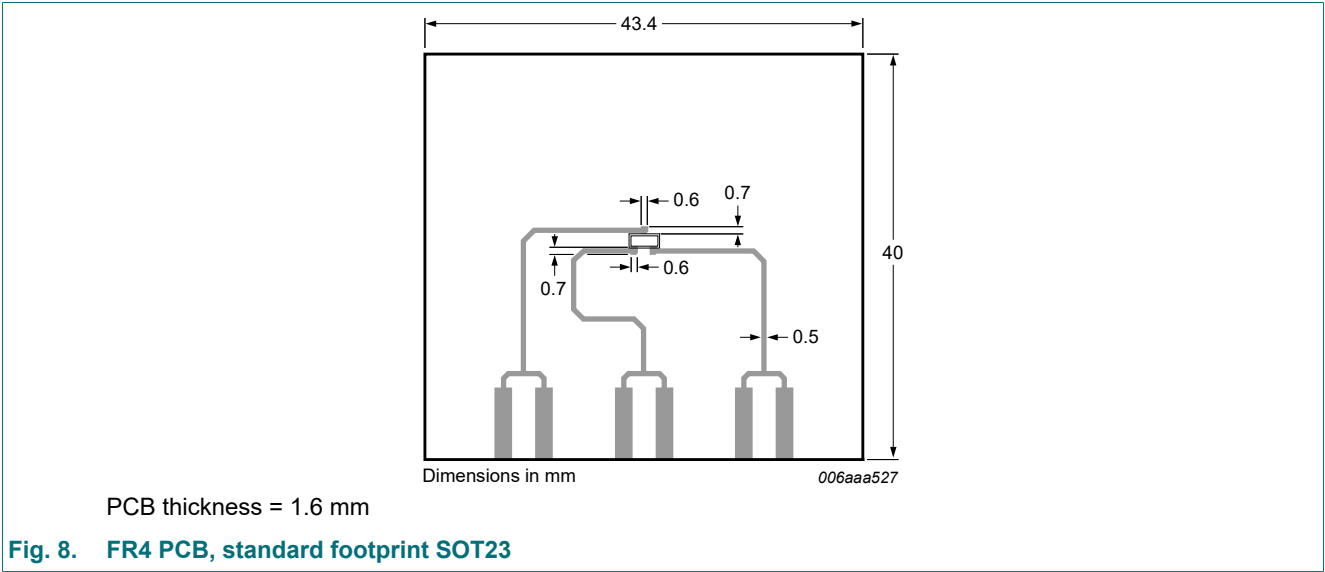 43.4
0.6
0.7
40
0.7
0.6
0.5
Dimensions in mm
006aaa527
PCB thickness = 1.6 mm
Fig. 8. FR4 PCB, standard footprint SOT23